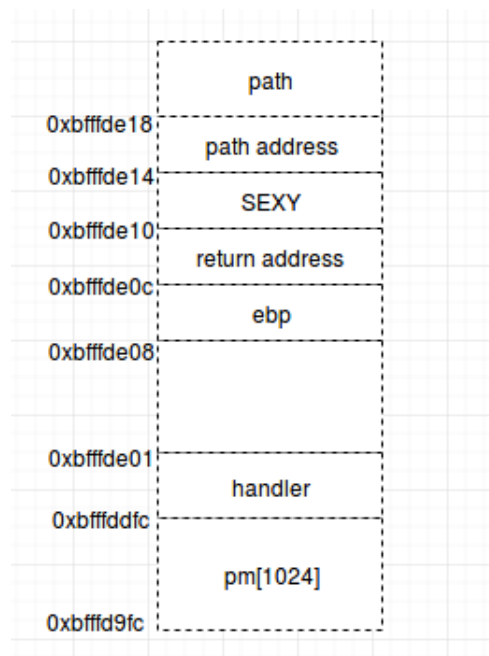 path
0xbfffde18
path address
0xbfffde14
SEXY
0xbfffde10
return address
0xbfffde0c
ebp
0xbfffde08
0xbfffde01
handler
0xbfffddfc
pm[1024]
0xbfffd9fc